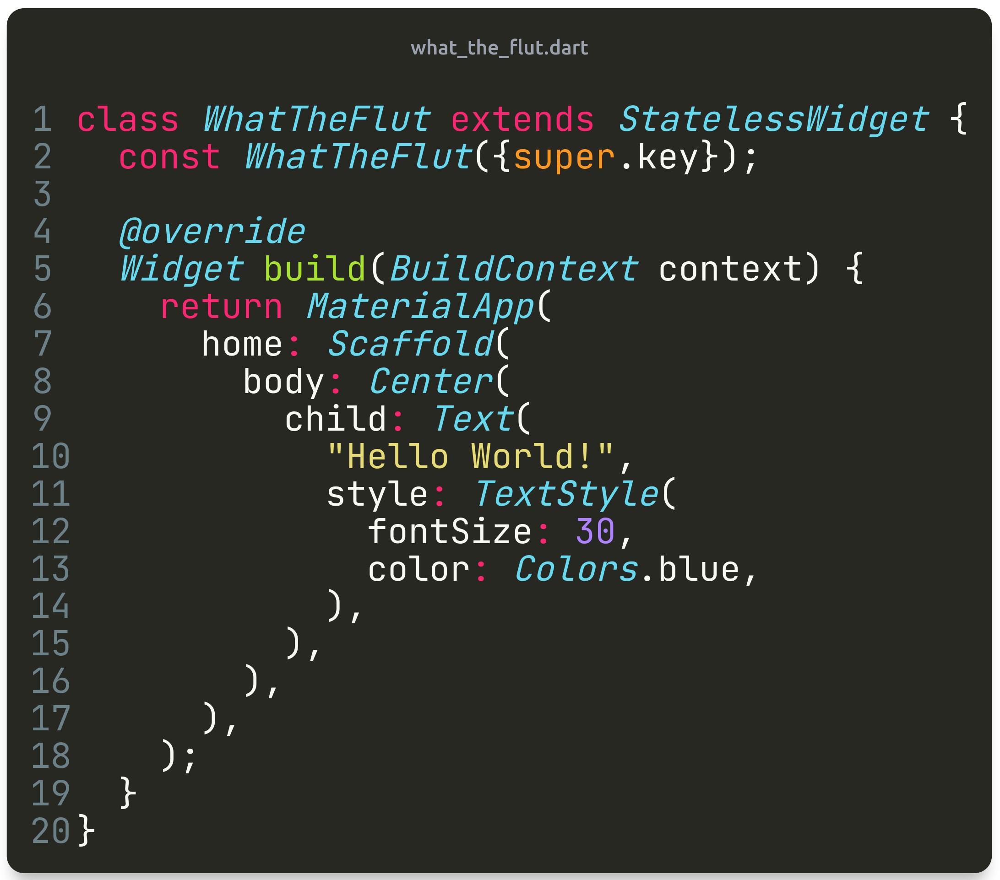 what_the_flut.dart
1 class WhatTheFlut extends StatelessWidget {
2   const WhatTheFlut({super.key});
3
4   @override
5   Widget build(BuildContext context) {
6     return MaterialApp(
7       home: Scaffold(
8         body: Center(
9           child: Text(
10             "Hello World!",
11             style: TextStyle(
12               fontSize: 30,
13               color: Colors.blue,
14             ),
15           ),
16         ),
17       ),
18     );
19   }
20 }